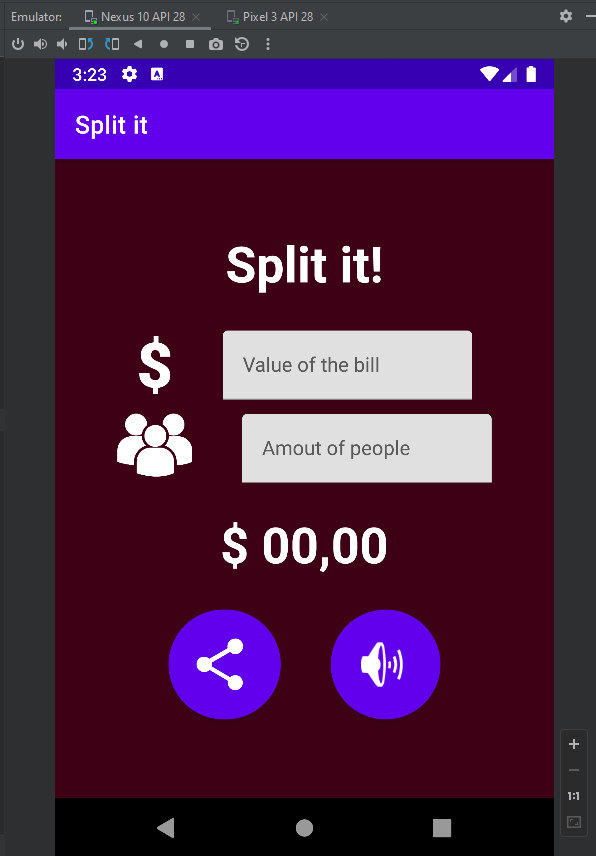 Emulator: Nexus 10 API 28 Pixel 3 API 28
3:23
Split it
Split it!
$ Value of the bill
Amout of people
$ 00,00
1:1